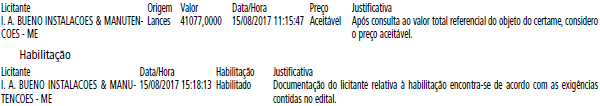 Licitante Origem Valor Data/Hora Preço Justificativa
I. A. BUENO INSTALACOES & MANUTEN- Lances 41077,0000 15/08/2017 11:15:47 Aceitável Após consulta ao valor total referencial do objeto do certame, considero
COES - ME o preço aceitável.
Habilitação
Licitante Data/Hora Habilitação Justificativa
I. A. BUENO INSTALACOES & MANU- 15/08/2017 15:18:13 Habilitado Documentação do licitante relativa à habilitação encontra-se de acordo com as exigências
TENCOES - ME contidas no edital.